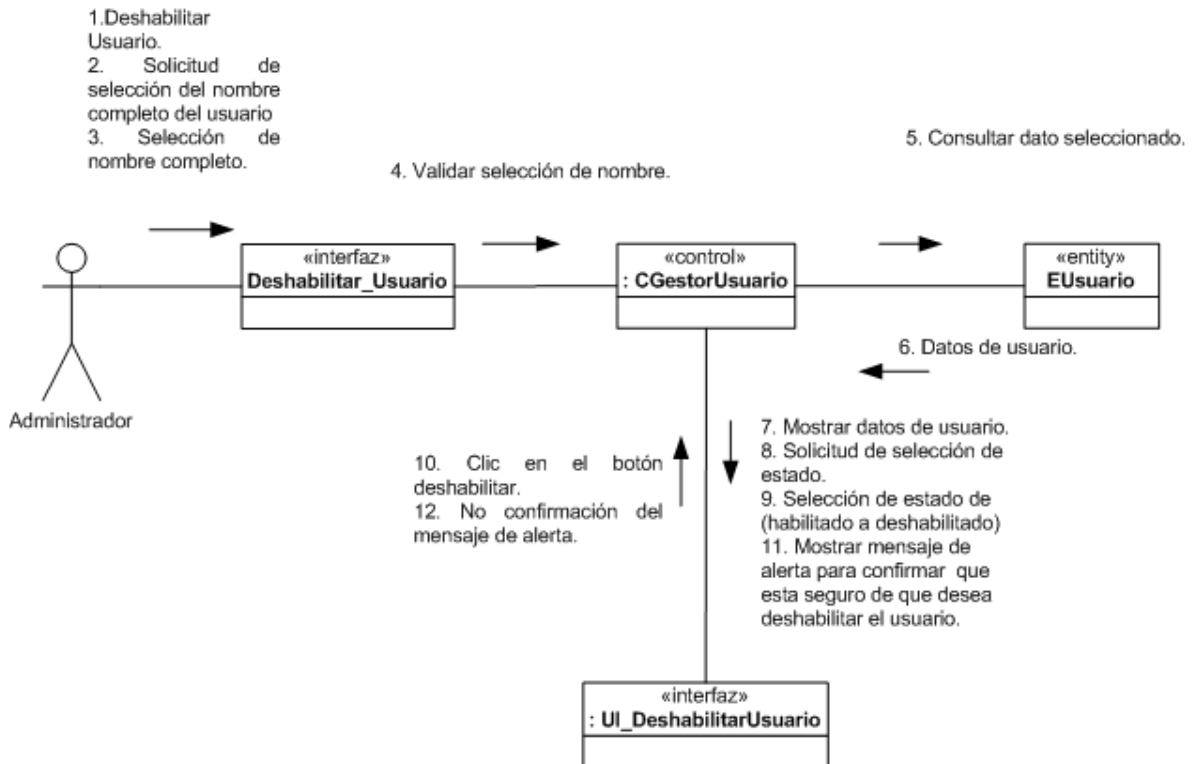 1.Deshabilitar
Usuario.
2. Solicitud de
selección del nombre
completo del usuario
3. Selección de
nombre completo.
4. Validar selección de nombre.
5. Consultar dato seleccionado.
«interfaz»
Deshabilitar_Usuario
«control»
: CGestorUsuario
«entity»
EUsuario
6. Datos de usuario.
Administrador
7. Mostrar datos de usuario.
8. Solicitud de selección de
estado.
9. Selección de estado de
(habilitado a deshabilitado)
11. Mostrar mensaje de
alerta para confirmar que
esta seguro de que desea
deshabilitar el usuario.
10. Clic en el botón
deshabilitar.
12. No confirmación del
mensaje de alerta.
«interfaz»
: UI_DeshabilitarUsuario